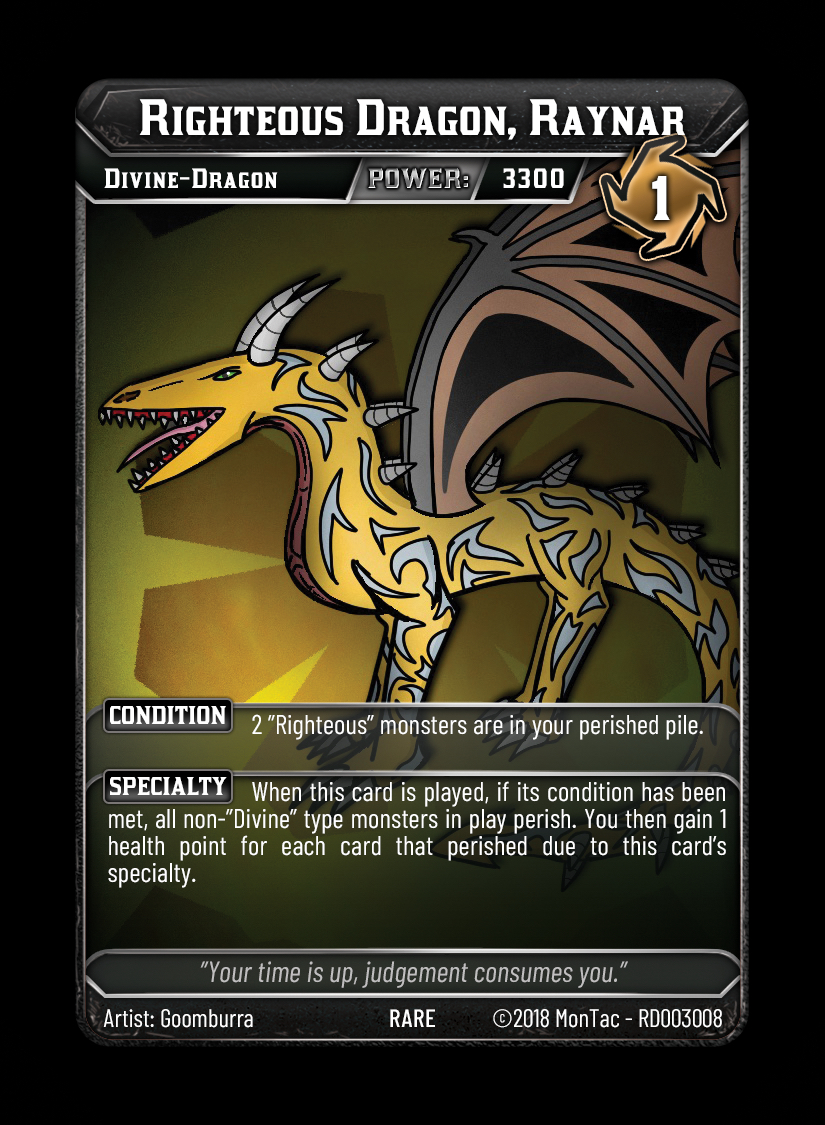 Righteous Dragon, Raynar
Divine-Dragon POWER: 3300
1
CONDITION 2 "Righteous" monsters are in your perished pile.
SPECIALTY When this card is played, if its condition has been
met, all non-"Divine" type monsters in play perish. You then gain 1
health point for each card that perished due to this card's
specialty.
"Your time is up, judgement consumes you."
Artist: Goomburra RARE ©2018 MonTac - RD003008